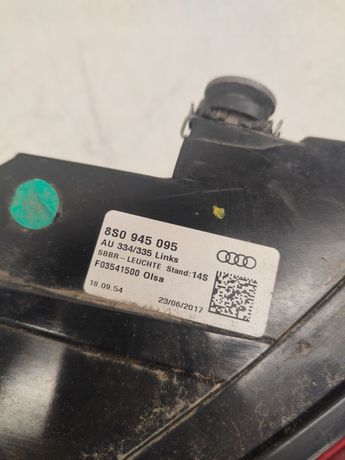 8S0 945 095
AU 334/335 Links
SBBR-LEUCHTE Stand:14S
F03541500 Olsa
18.09.54
23/06/2017